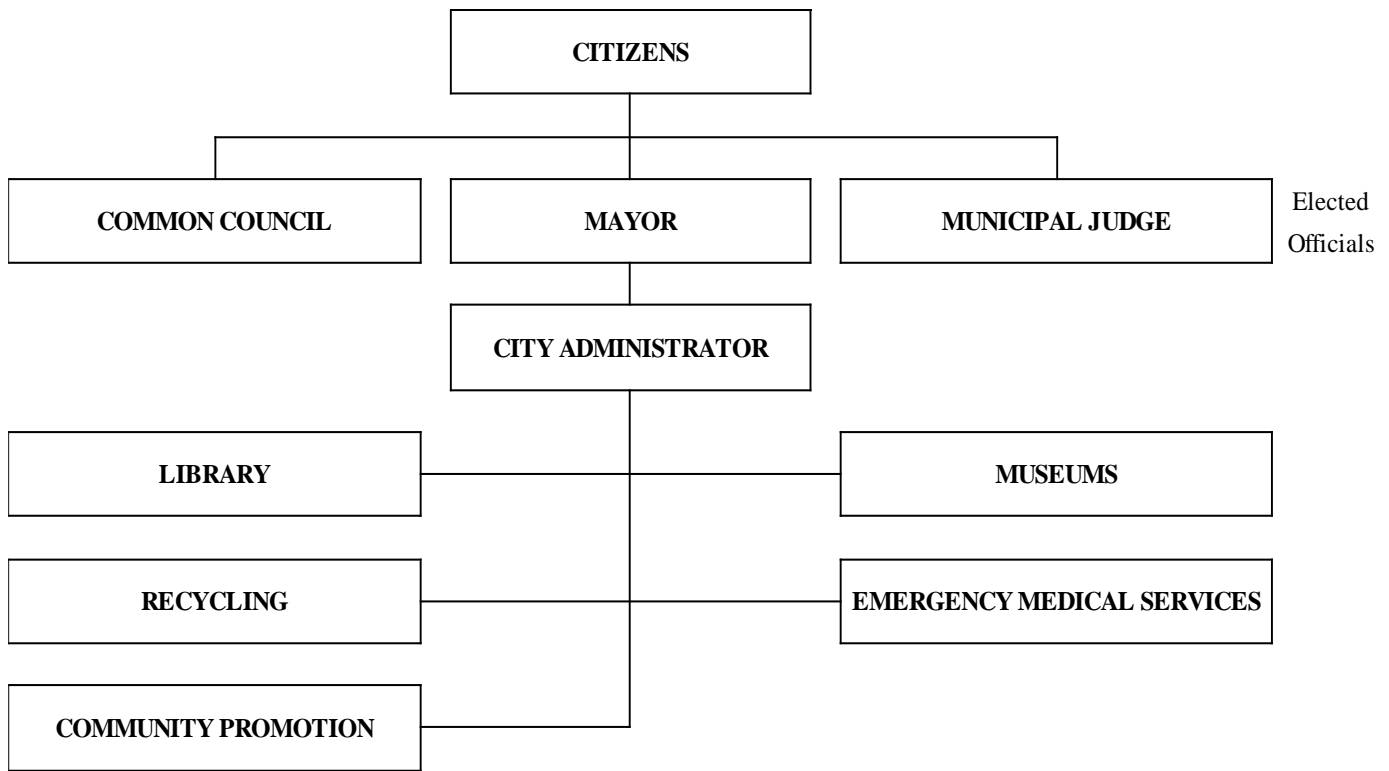 CITIZENS
COMMON COUNCIL
MAYOR
MUNICIPAL JUDGE
Elected
Officials
CITY ADMINISTRATOR
LIBRARY
MUSEUMS
RECYCLING
EMERGENCY MEDICAL SERVICES
COMMUNITY PROMOTION